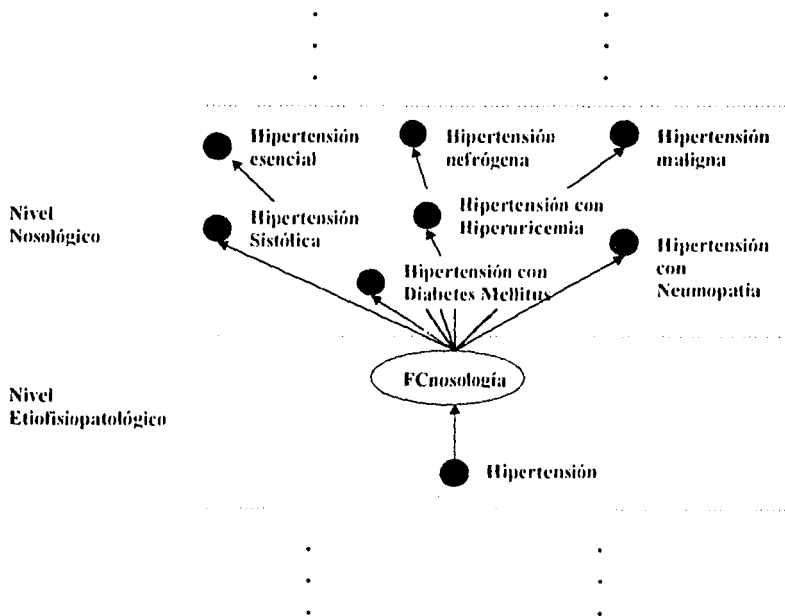 Hipertensión
esencial
Hipertensión
nefrógena
Hipertensión
maligna
Nivel
Nosológico
Hipertensión
Sistólica
Hipertensión con
Hiperuricemia
Hipertensión
con
Neumopatía
Hipertensión con
Diabetes Mellitus
FCnosología
Nivel
Etiofisiopatológico
Hipertensión